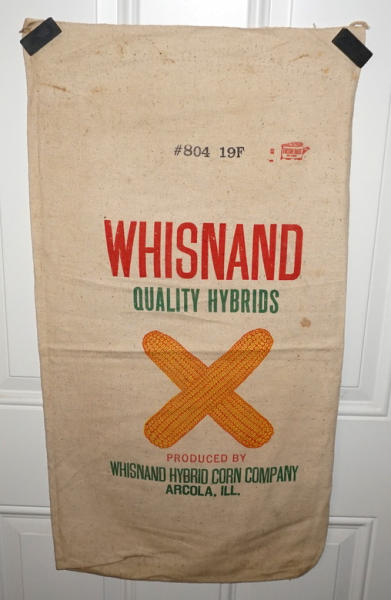 #804 19F
WHISNAND
QUALITY HYBRIDS
PRODUCED BY
WHISNAND HYBRID CORN COMPANY
ARCOLA, ILL.